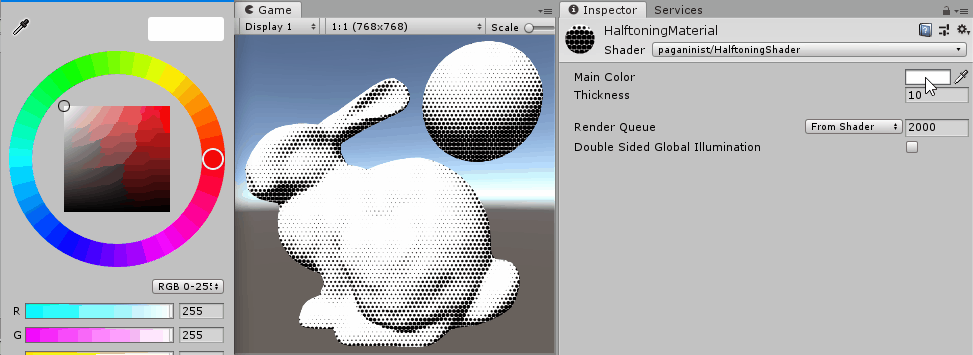 Game
Inspector
Services
Display 1
1:1 (768x768)
Scale
HalftoningMaterial
Shader
paganinist/HalftoningShader
Main Color
Thickness
10
Render Queue
From Shader
2000
Double Sided Global Illumination
RGB 0-25
R
255
G
255